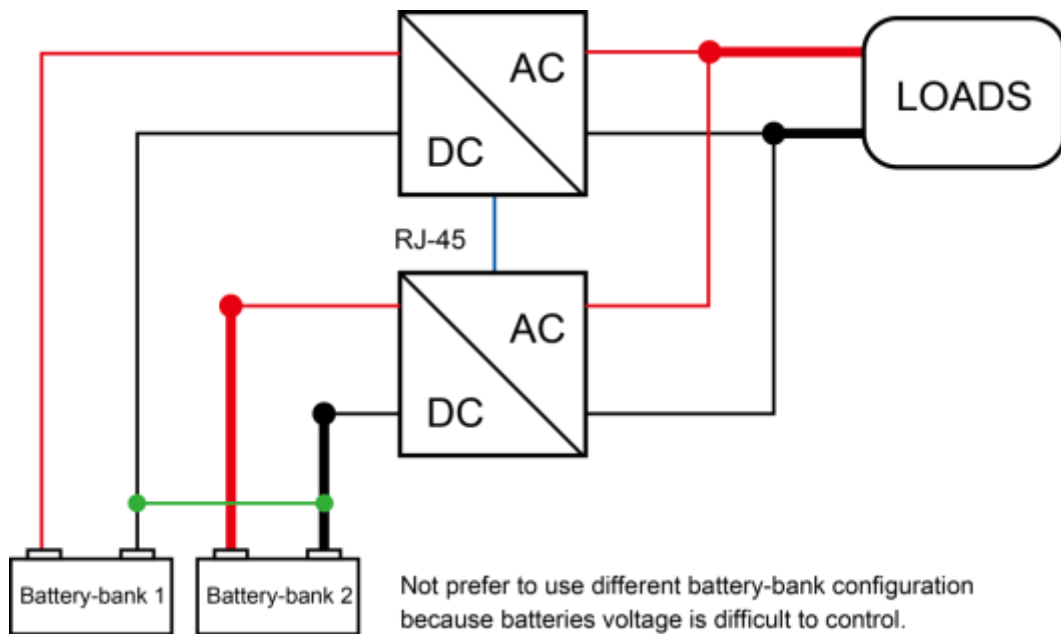 AC
DC
LOADS
RJ-45
AC
DC
Battery-bank 1
Battery-bank 2
Not prefer to use different battery-bank configuration
because batteries voltage is difficult to control.